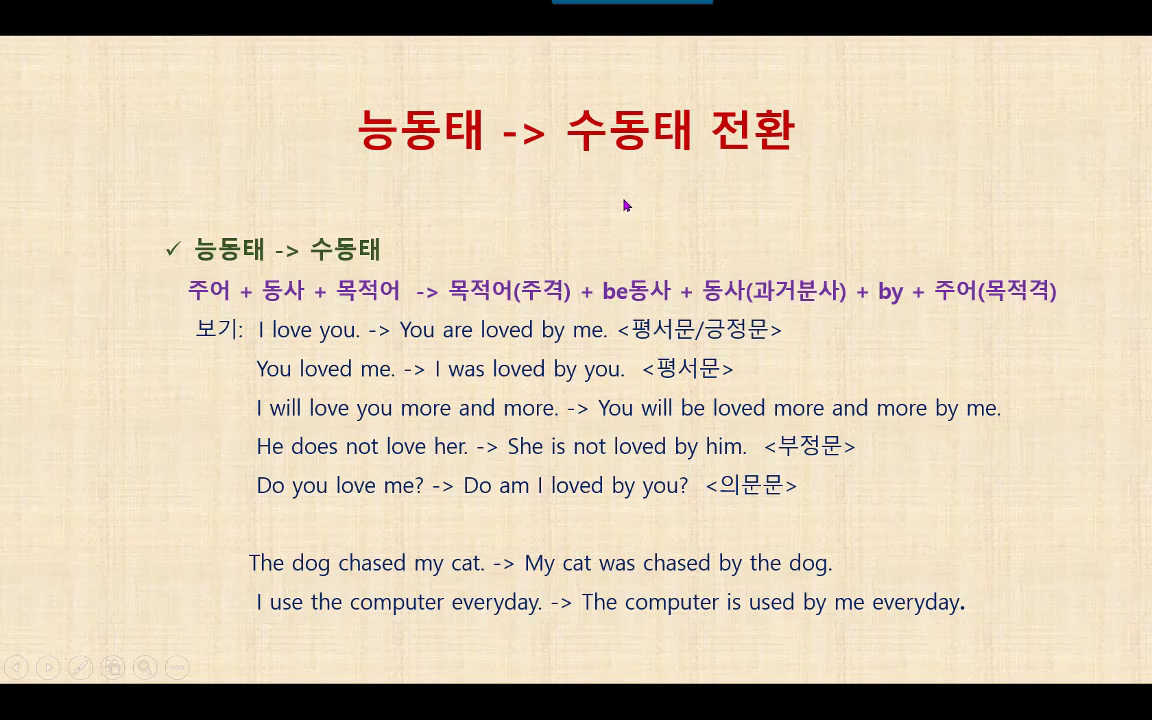 능동태 -> 수동태 전환
✓ 능동태 -> 수동태
주어 + 동사 + 목적어 -> 목적어(주격) + be동사 + 동사(과거분사) + by + 주어(목적격)
보기: I love you. -> You are loved by me. <평서문/긍정문>
You loved me. -> I was loved by you. <평서문>
I will love you more and more. -> You will be loved more and more by me.
He does not love her. -> She is not loved by him. <부정문>
Do you love me? -> Do am I loved by you? <의문문>
The dog chased my cat. -> My cat was chased by the dog.
I use the computer everyday. -> The computer is used by me everyday.